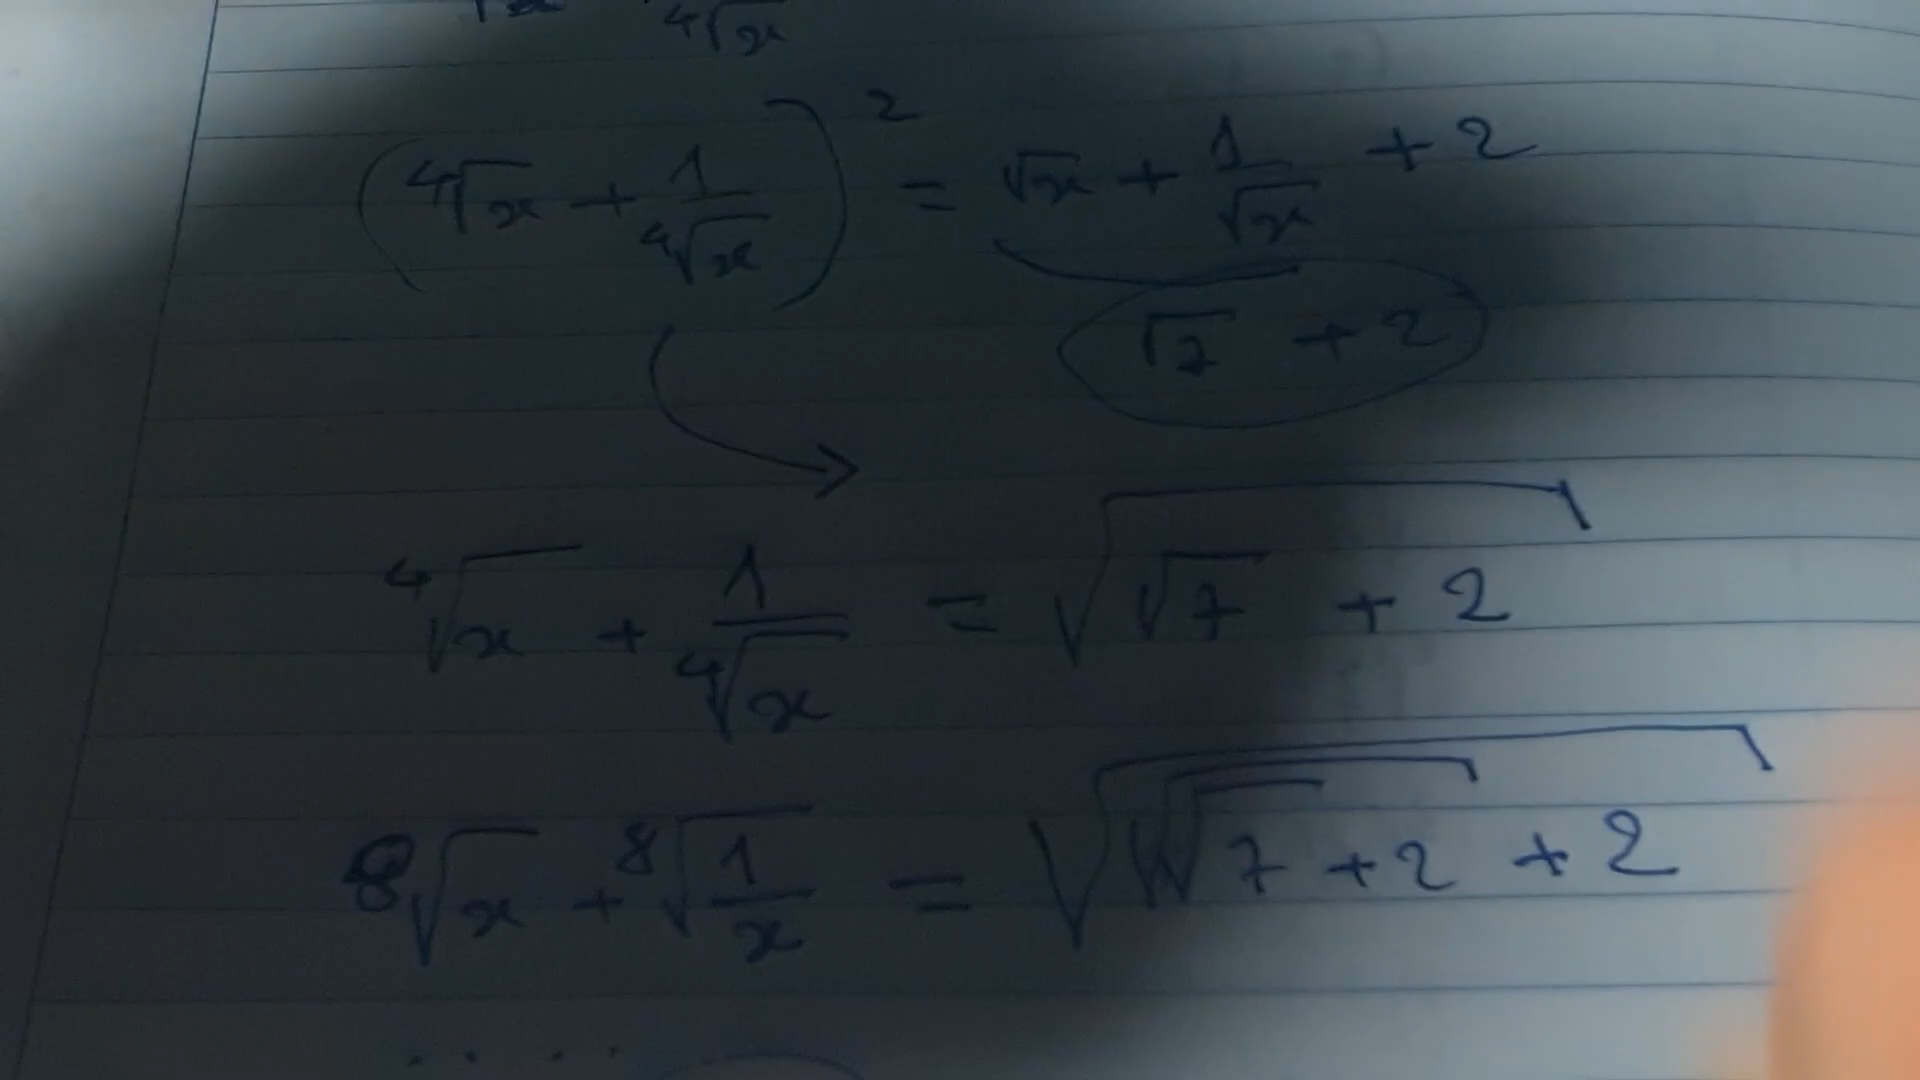 √x ⁴√x
(⁴√x + 1/⁴√x)² = √x + 1/√x + 2
√7 + 2
⁴√x + 1/⁴√x = √(√7 + 2)
⁸√x + ⁸√(1/x) = √(√(√7 + 2) + 2)
. . . .